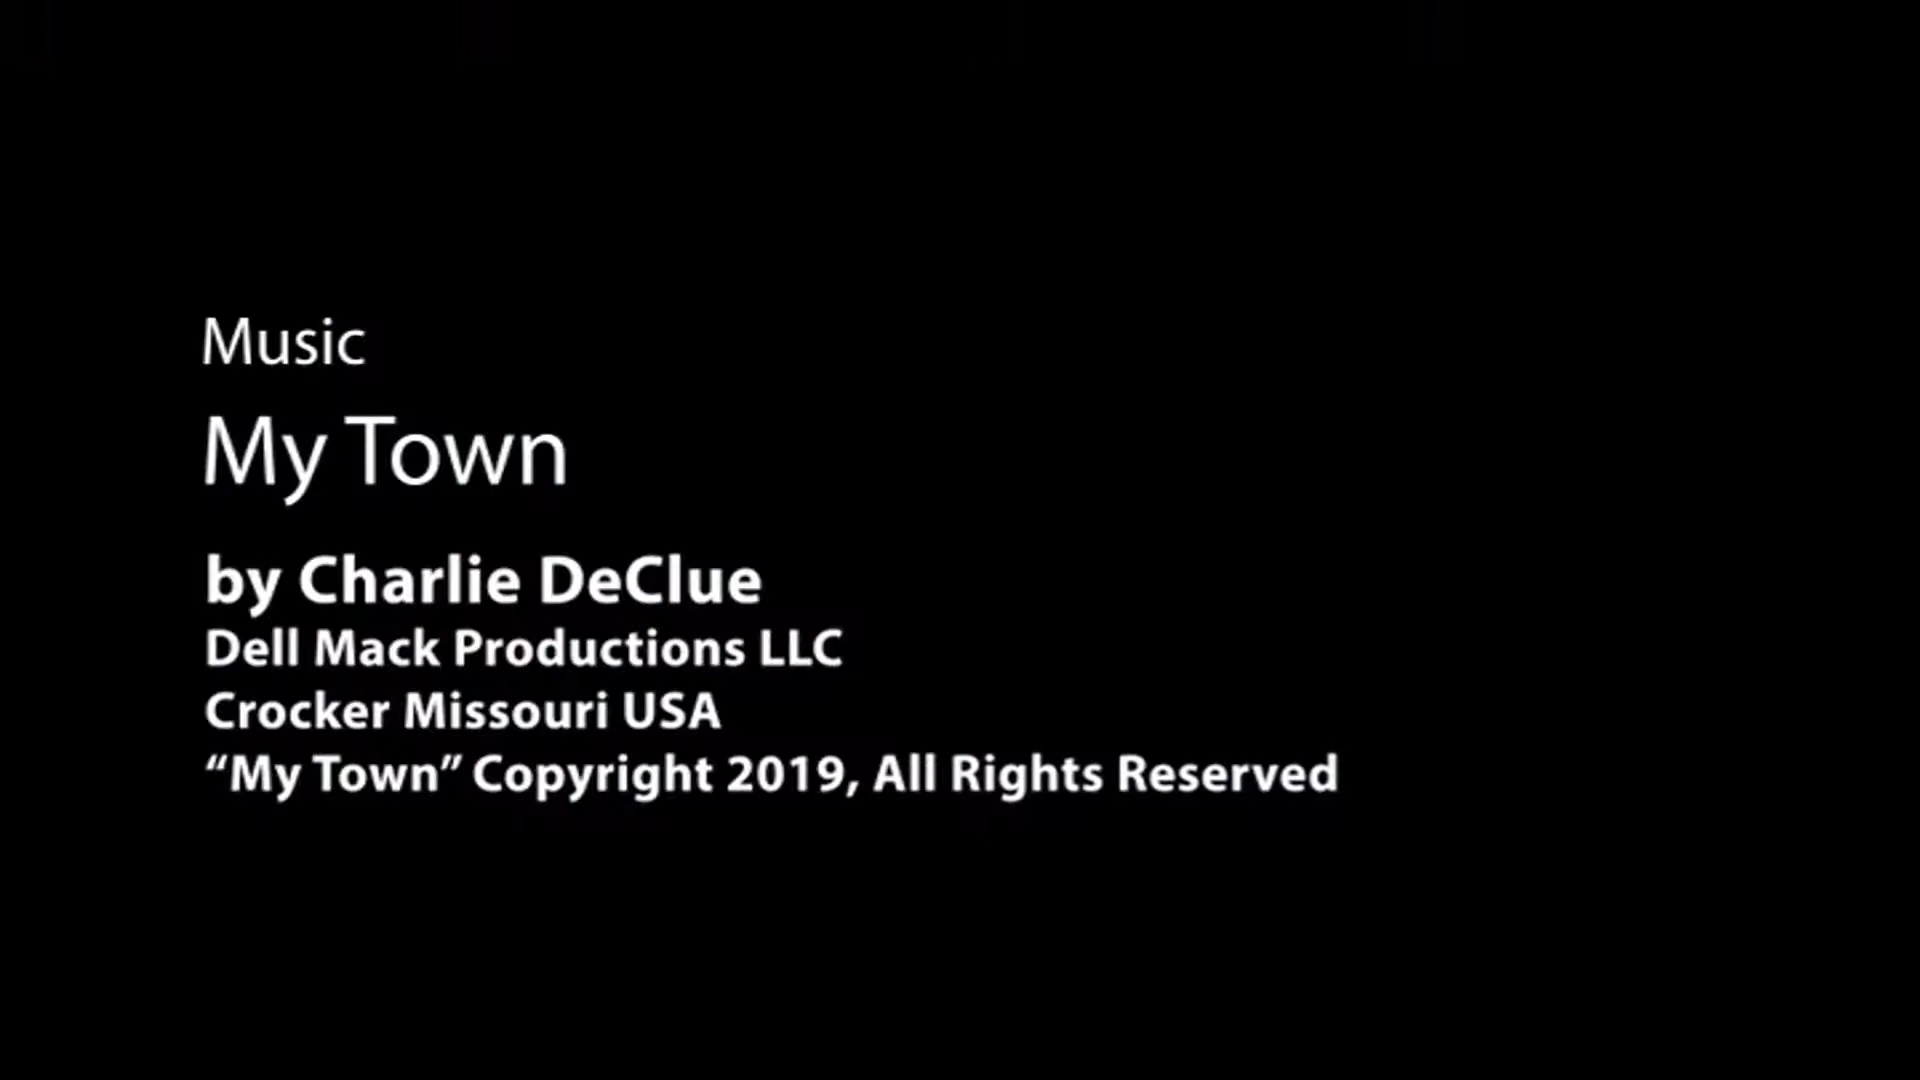 Music
My Town
by Charlie DeClue
Dell Mack Productions LLC
Crocker Missouri USA
“My Town” Copyright 2019, All Rights Reserved